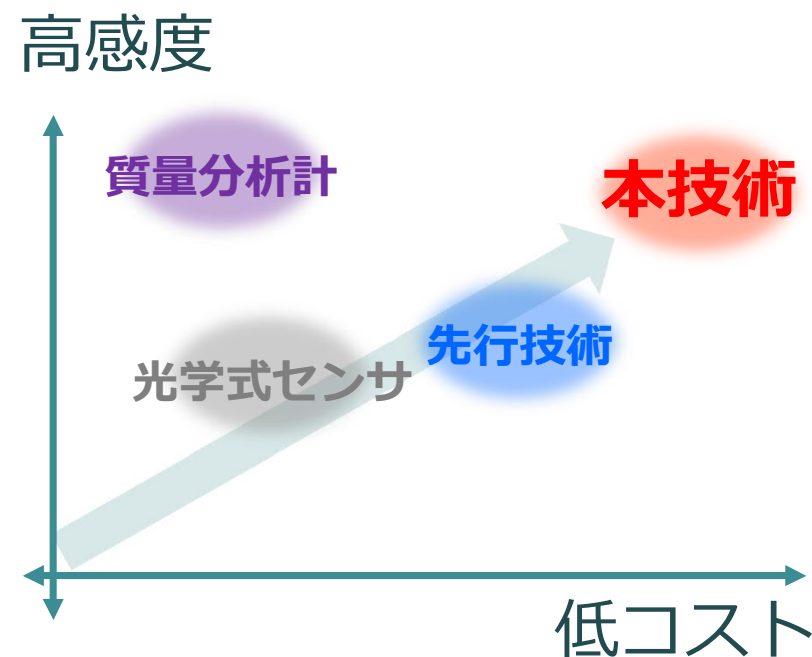 高感度
質量分析計
本技術
先行技術
光学式センサ
低コスト